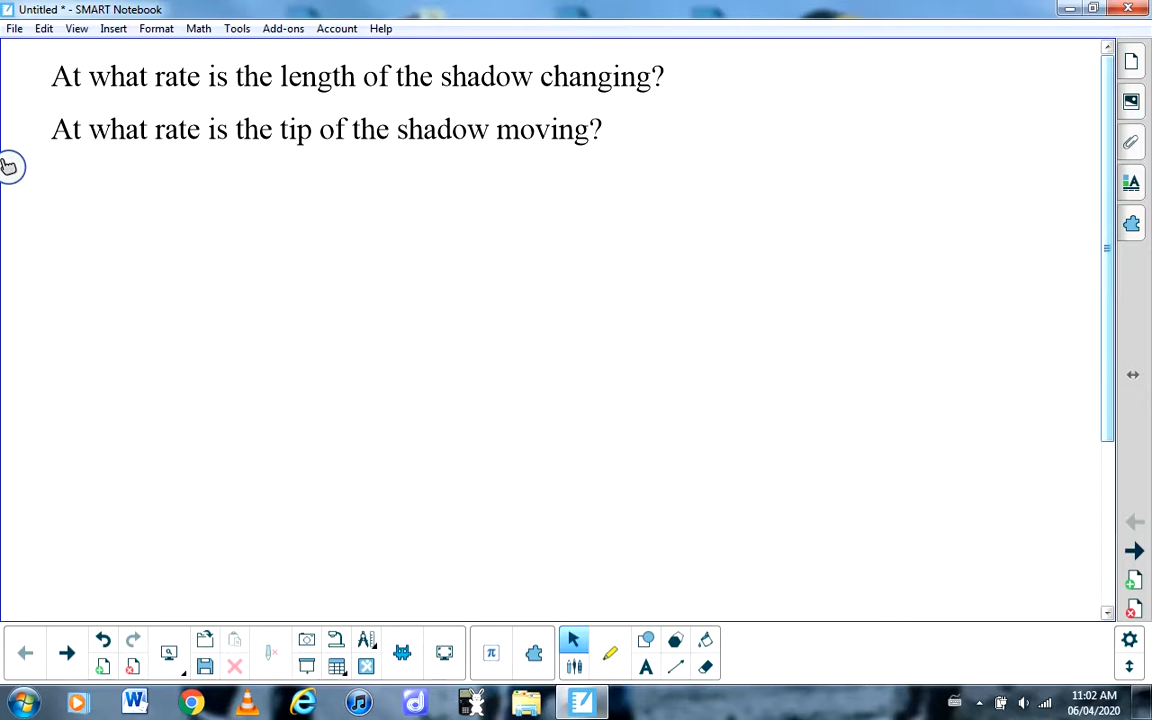 Untitled * - SMART Notebook
File Edit View Insert Format Math Tools Add-ons Account Help
At what rate is the length of the shadow changing?
At what rate is the tip of the shadow moving?
11:02 AM
06/04/2020